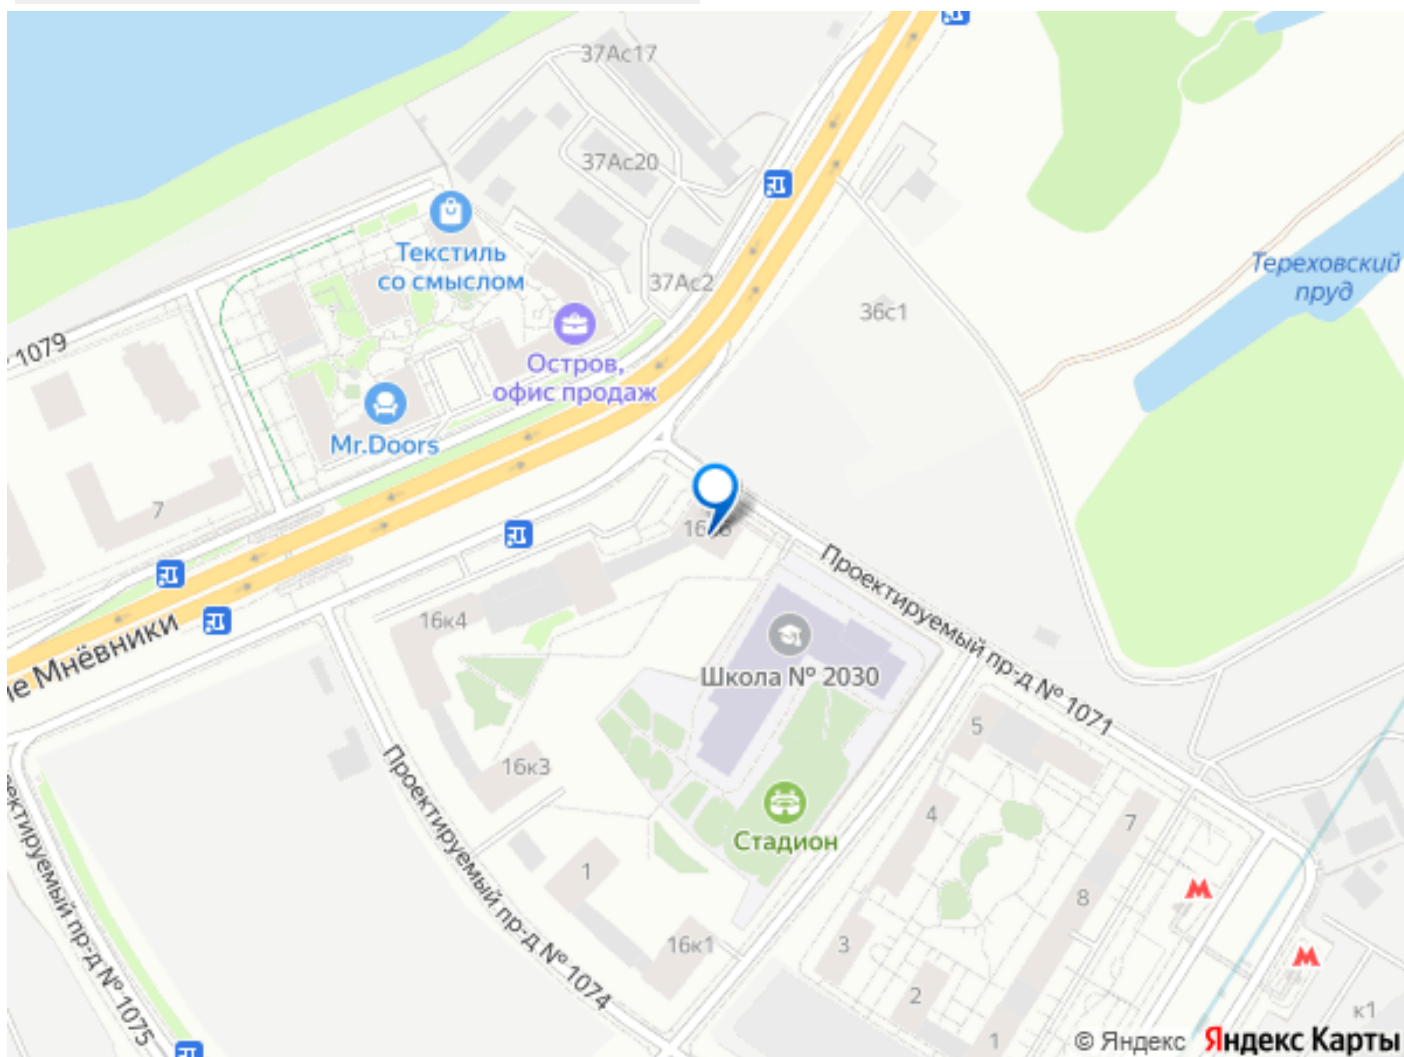 37Ас17
37Ас20
Текстиль
со смыслом
37Ас2
Тереховский
пруд
36с1
1079
Остров,
офис продаж
Mr.Doors
7
16к4
Проектируемый пр-д № 1071
ие Мнёвники
Школа № 2030
5
16к3
Проектируемый пр-д № 1074
Стадион
4
7
1
8
16к1
3
2
1
к1
ектируемый пр-д № 1075
© Яндекс Яндекс Карты